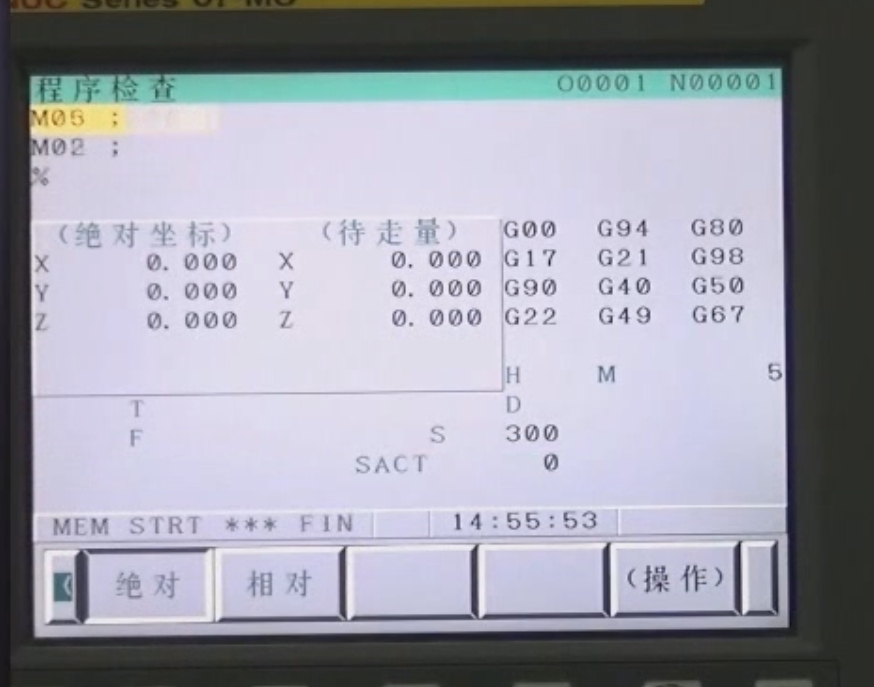 Series
程序检查 O0001 N00001
M05 ;
M02 ;
%
(绝对坐标) (待走量) G00 G94 G80
X 0.000 X 0.000 G17 G21 G98
Y 0.000 Y 0.000 G90 G40 G50
Z 0.000 Z 0.000 G22 G49 G67
H M 5
T D
F S 300
SACT 0
MEM STRT *** FIN 14:55:53
( 绝对 相对 (操作)